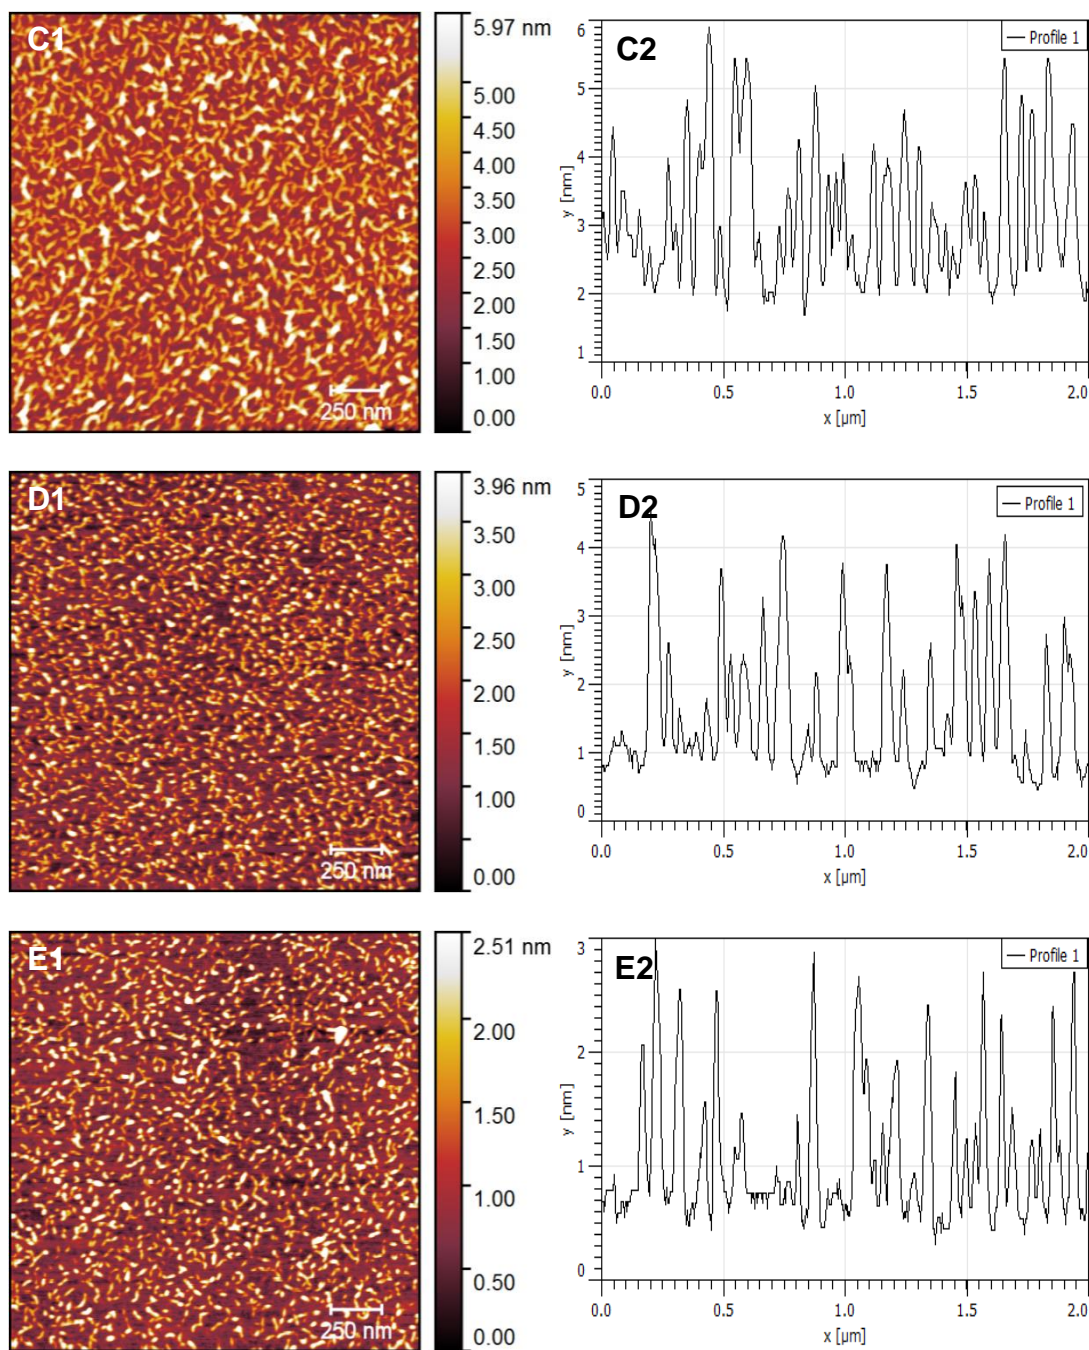 C1
5.97 nm
5.00
4.50
4.00
3.50
3.00
2.50
2.00
1.50
1.00
0.00
250 nm
C2
Profile 1
6
5
4
3
2
1
y [nm]
0.0
0.5
1.0
1.5
2.0
x [µm]
D1
3.96 nm
3.50
3.00
2.50
2.00
1.50
1.00
0.00
250 nm
D2
Profile 1
5
4
3
2
1
0
y [nm]
0.0
0.5
1.0
1.5
2.0
x [µm]
E1
2.51 nm
2.00
1.50
1.00
0.50
0.00
250 nm
E2
Profile 1
3
2
1
0
y [nm]
0.0
0.5
1.0
1.5
2.0
x [µm]